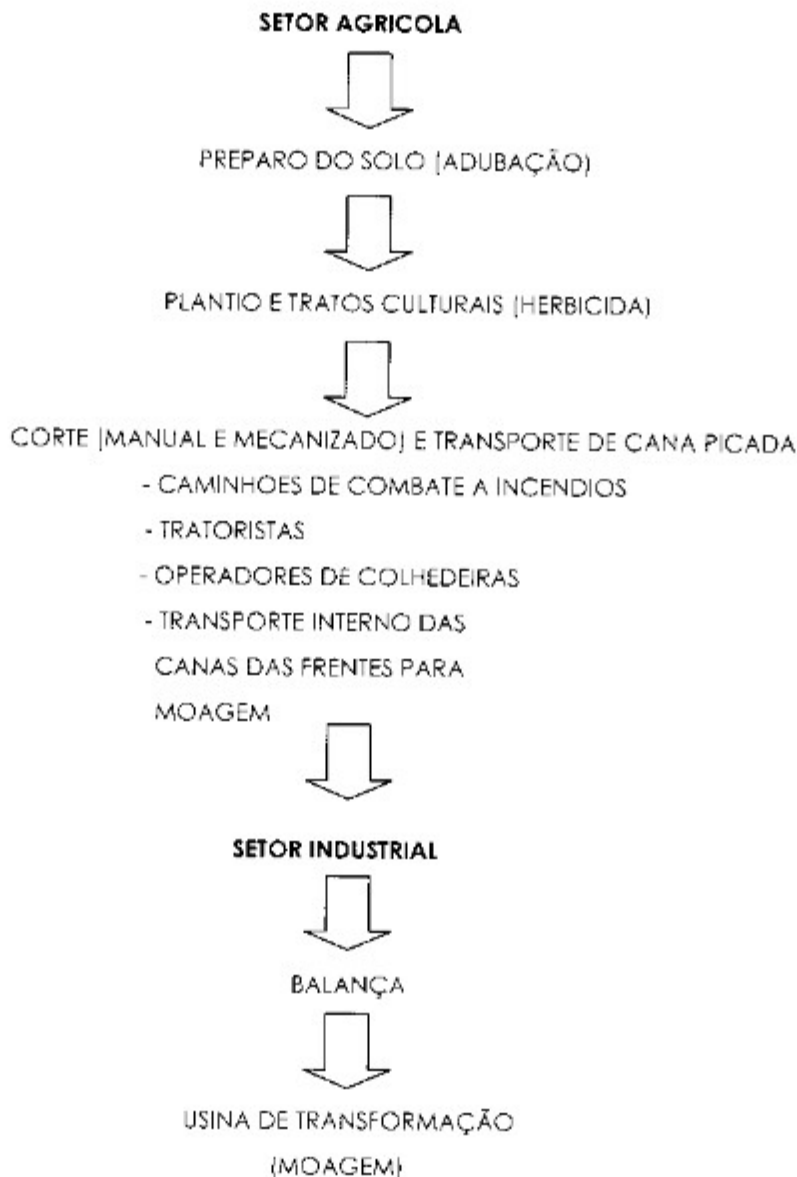 SETOR AGRICOLA
PREPARO DO SOLO (ADUBAÇÃO)
PLANTIO E TRATOS CULTURAIS (HERBICIDA)
CORTE (MANUAL E MECANIZADO) E TRANSPORTE DE CANA PICADA
- CAMINHÕES DE COMBATE A INCENDIOS
- TRATORISTAS
- OPERADORES DE COLHEDEIRAS
- TRANSPORTE INTERNO DAS
CANAS DAS FRENTES PARA
MOAGEM
SETOR INDUSTRIAL
BALANÇA
USINA DE TRANSFORMAÇÃO
(MOAGEM)